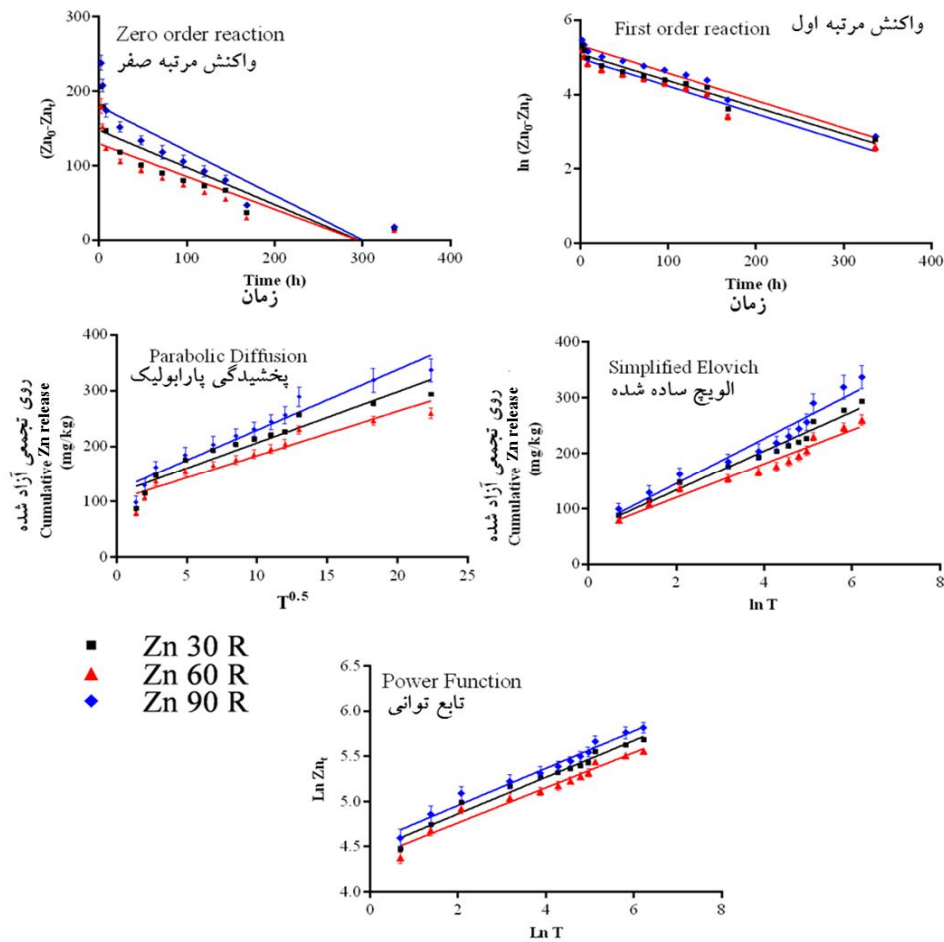 Zero order reaction
واکنش مرتبه صفر
(Zn₀-Znₜ)
300
200
100
0
0 100 200 300 400
Time (h)
زمان
First order reaction
واکنش مرتبه اول
ln (Zn₀-Znₜ)
6
4
2
0
0 100 200 300 400
Time (h)
زمان
Parabolic Diffusion
پخشیدگی پارابولیک
روی تجمعی آزاد شده
Cumulative Zn release
(mg/kg)
400
300
200
100
0
0 5 10 15 20 25
T⁰·⁵
Simplified Elovich
الویچ ساده شده
روی تجمعی آزاد شده
Cumulative Zn release
(mg/kg)
400
300
200
100
0
0 2 4 6 8
ln T
Zn 30 R
Zn 60 R
Zn 90 R
Power Function
تابع توانی
Ln Znₜ
6.5
6.0
5.5
5.0
4.5
4.0
0 2 4 6 8
Ln T